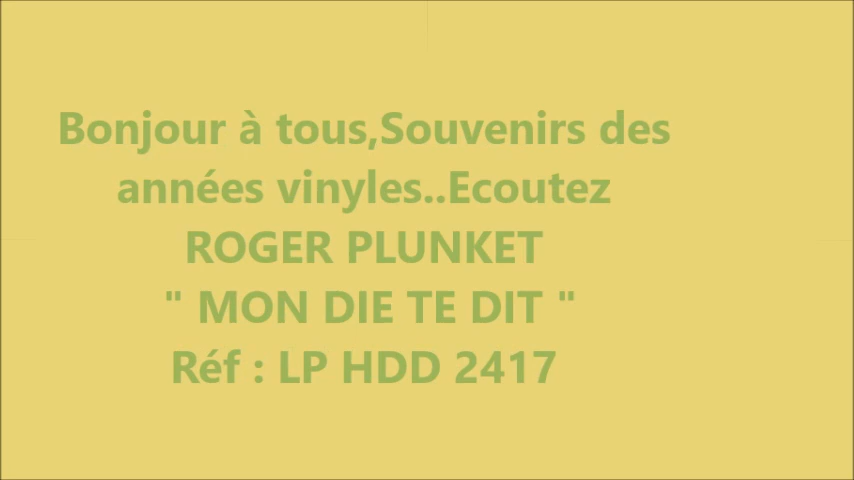 Bonjour à tous,Souvenirs des
années vinyles..Ecoutez
ROGER PLUNKET
" MON DIE TE DIT "
Réf : LP HDD 2417